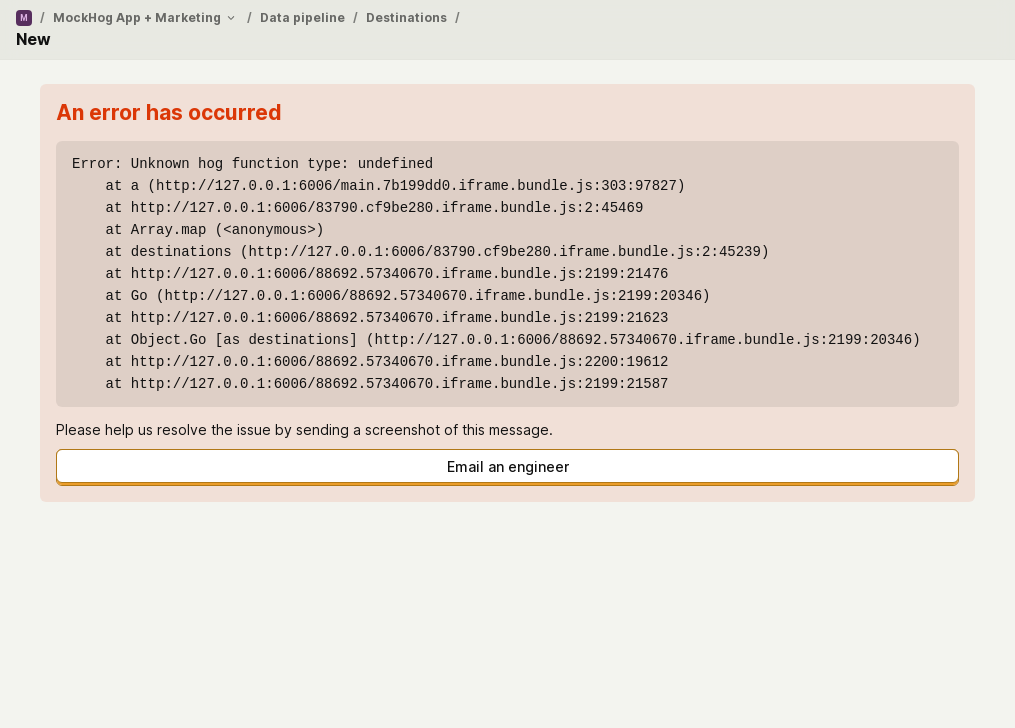 M / MockHog App + Marketing / Data pipeline / Destinations /
New
An error has occurred
Error: Unknown hog function type: undefined
at a (http://127.0.0.1:6006/main.7b199dd0.iframe.bundle.js:303:97827)
at http://127.0.0.1:6006/83790.cf9be280.iframe.bundle.js:2:45469
at Array.map (<anonymous>)
at destinations (http://127.0.0.1:6006/83790.cf9be280.iframe.bundle.js:2:45239)
at http://127.0.0.1:6006/88692.57340670.iframe.bundle.js:2199:21476
at Go (http://127.0.0.1:6006/88692.57340670.iframe.bundle.js:2199:20346)
at http://127.0.0.1:6006/88692.57340670.iframe.bundle.js:2199:21623
at Object.Go [as destinations] (http://127.0.0.1:6006/88692.57340670.iframe.bundle.js:2199:20346)
at http://127.0.0.1:6006/88692.57340670.iframe.bundle.js:2200:19612
at http://127.0.0.1:6006/88692.57340670.iframe.bundle.js:2199:21587
Please help us resolve the issue by sending a screenshot of this message.
Email an engineer